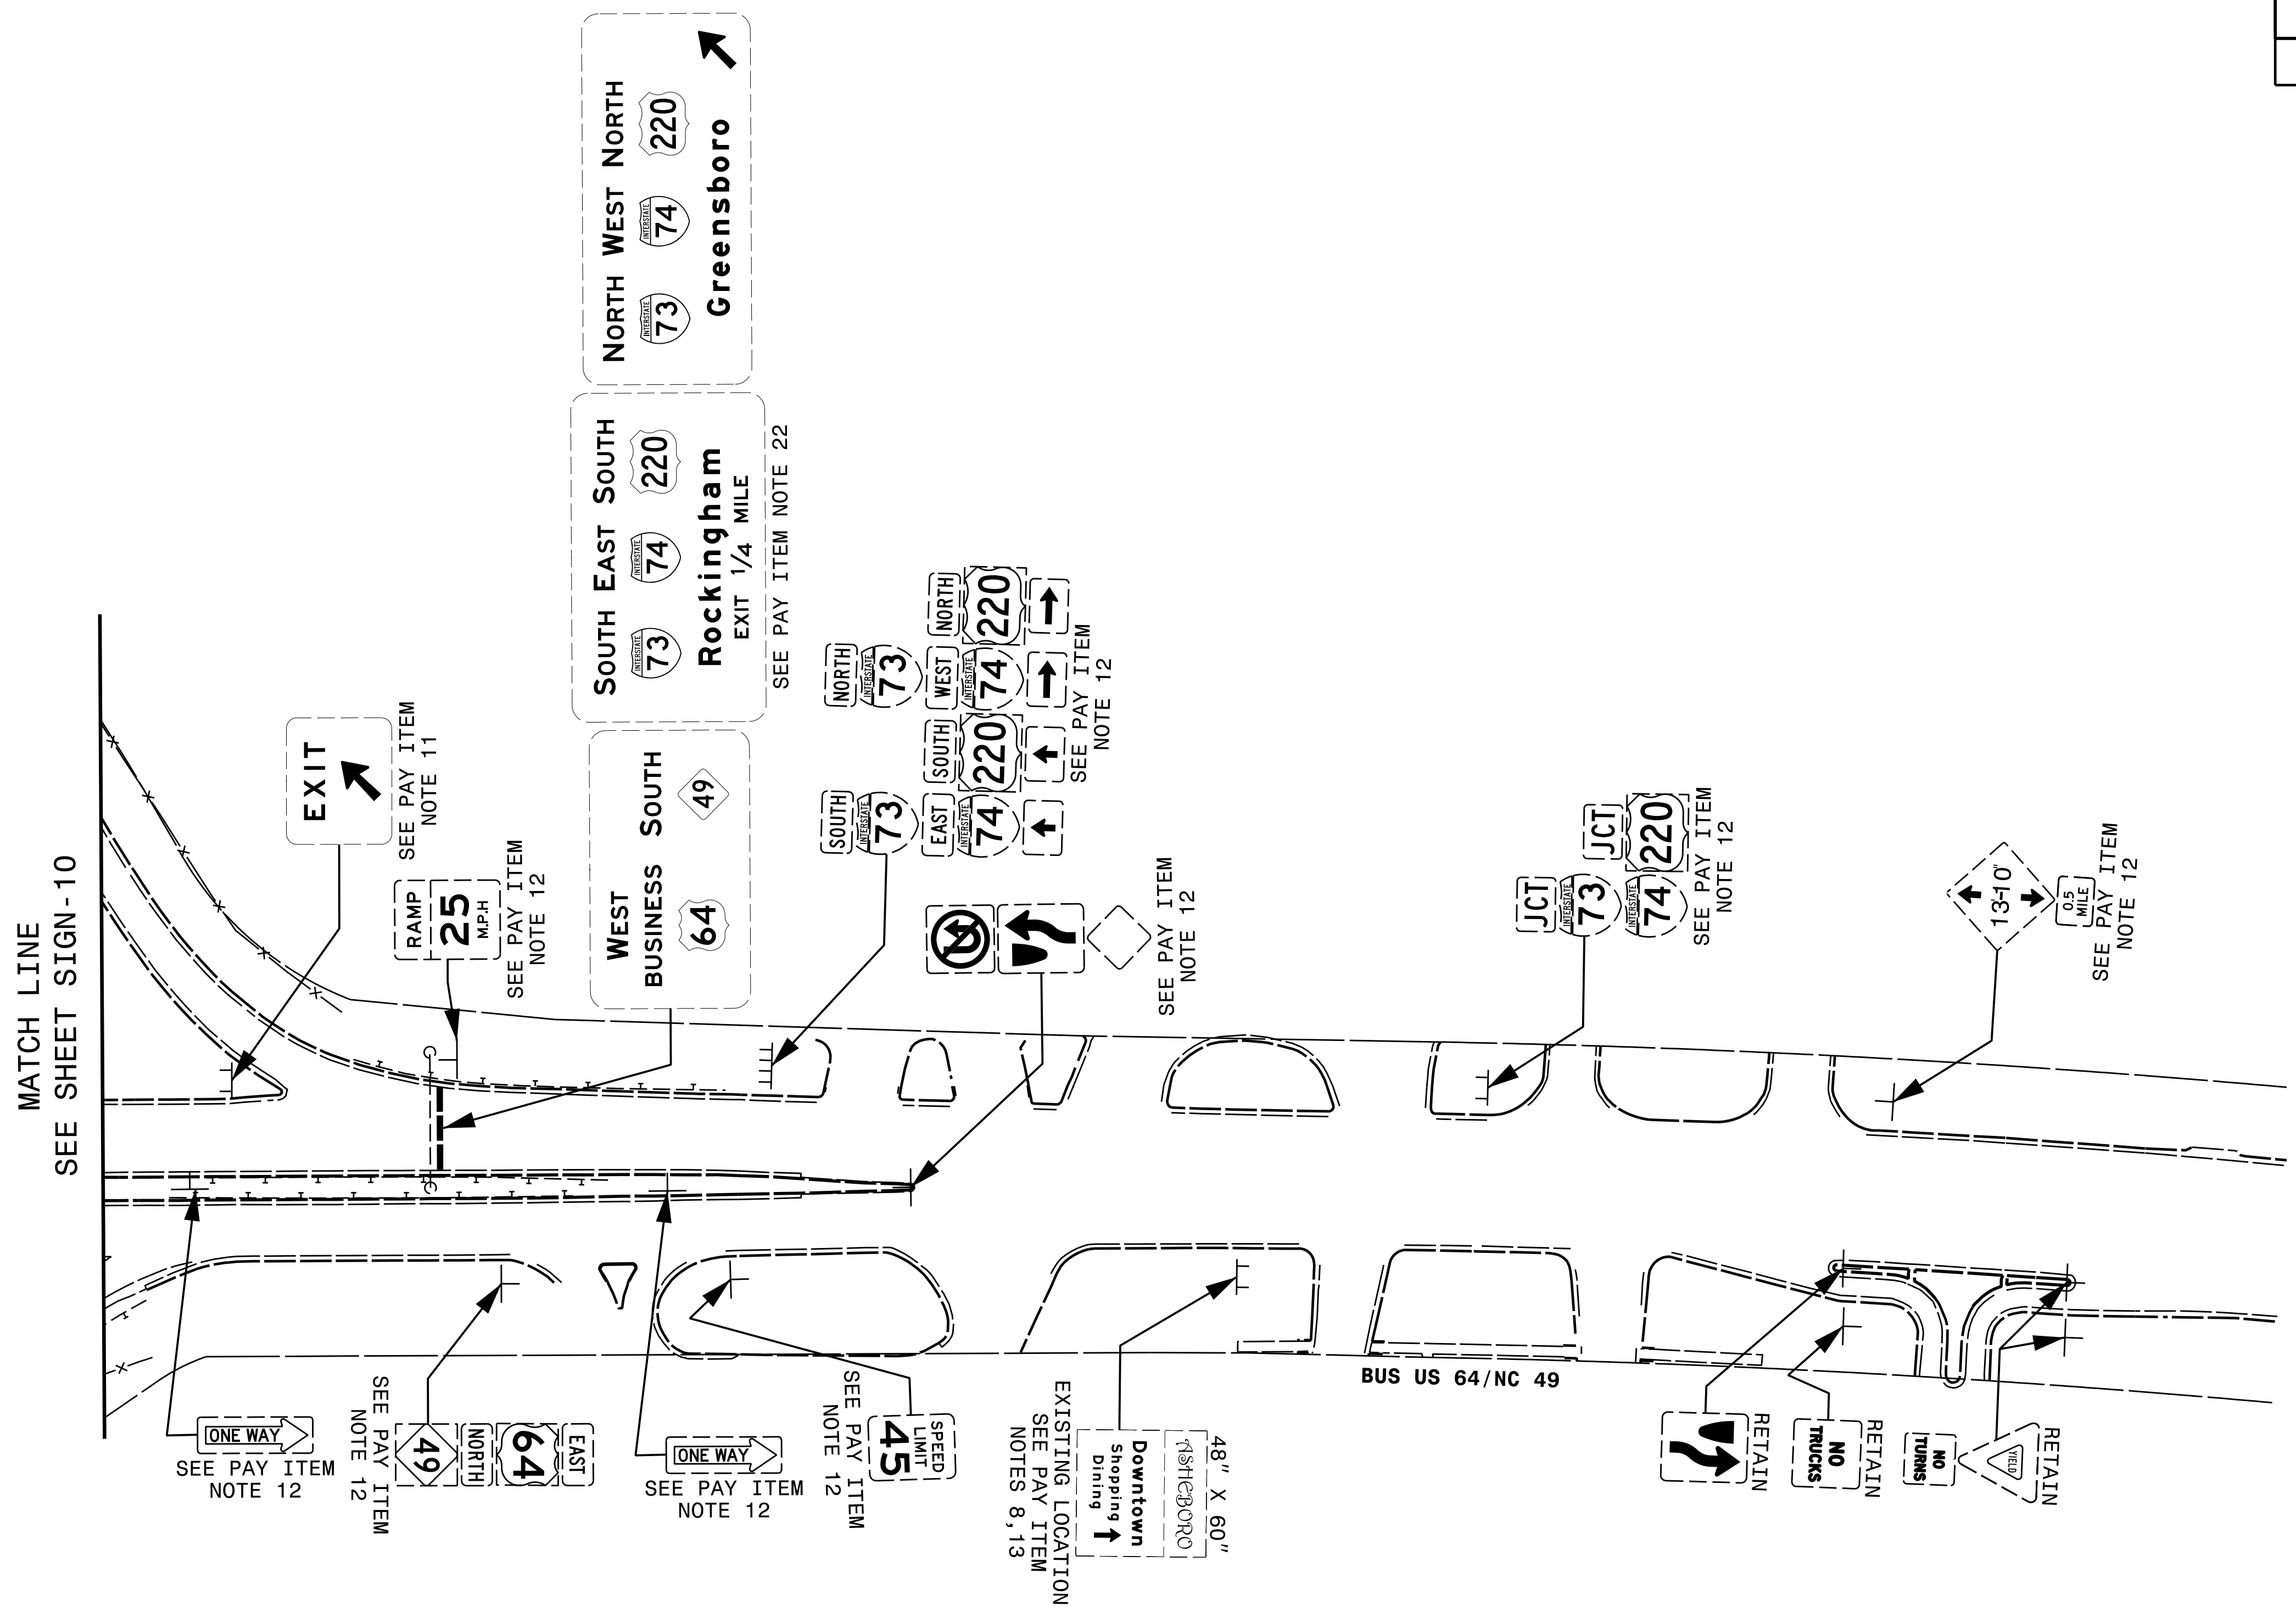 MATCH LINE
SEE SHEET SIGN-10
NORTH WEST NORTH
INTERSTATE
73
INTERSTATE
74
220
Greensboro
SOUTH EAST SOUTH
INTERSTATE
73
INTERSTATE
74
220
Rockingham
EXIT 1/4 MILE
SEE PAY ITEM NOTE 22
WEST
BUSINESS SOUTH
64
49
EXIT
SEE PAY ITEM
NOTE 11
RAMP
25
M.P.H
SEE PAY ITEM
NOTE 12
SOUTH
INTERSTATE
73
EAST
INTERSTATE
74
SOUTH
220
NORTH
INTERSTATE
73
WEST
INTERSTATE
74
NORTH
220
SEE PAY ITEM
NOTE 12
SEE PAY ITEM
NOTE 12
JCT
INTERSTATE
73
INTERSTATE
74
JCT
220
SEE PAY ITEM
NOTE 12
13-10"
0.5
MILE
SEE PAY ITEM
NOTE 12
ONE WAY
SEE PAY ITEM
NOTE 12
EAST
64
NORTH
49
SEE PAY ITEM
NOTE 12
ONE WAY
SEE PAY ITEM
NOTE 12
SPEED
LIMIT
45
SEE PAY ITEM
NOTE 12
48" X 60"
ASHEBORO
Downtown
Shopping
Dining
EXISTING LOCATION
SEE PAY ITEM
NOTES 8,13
BUS US 64/NC 49
RETAIN
NO
TRUCKS
RETAIN
NO
TURNS
YIELD
RETAIN